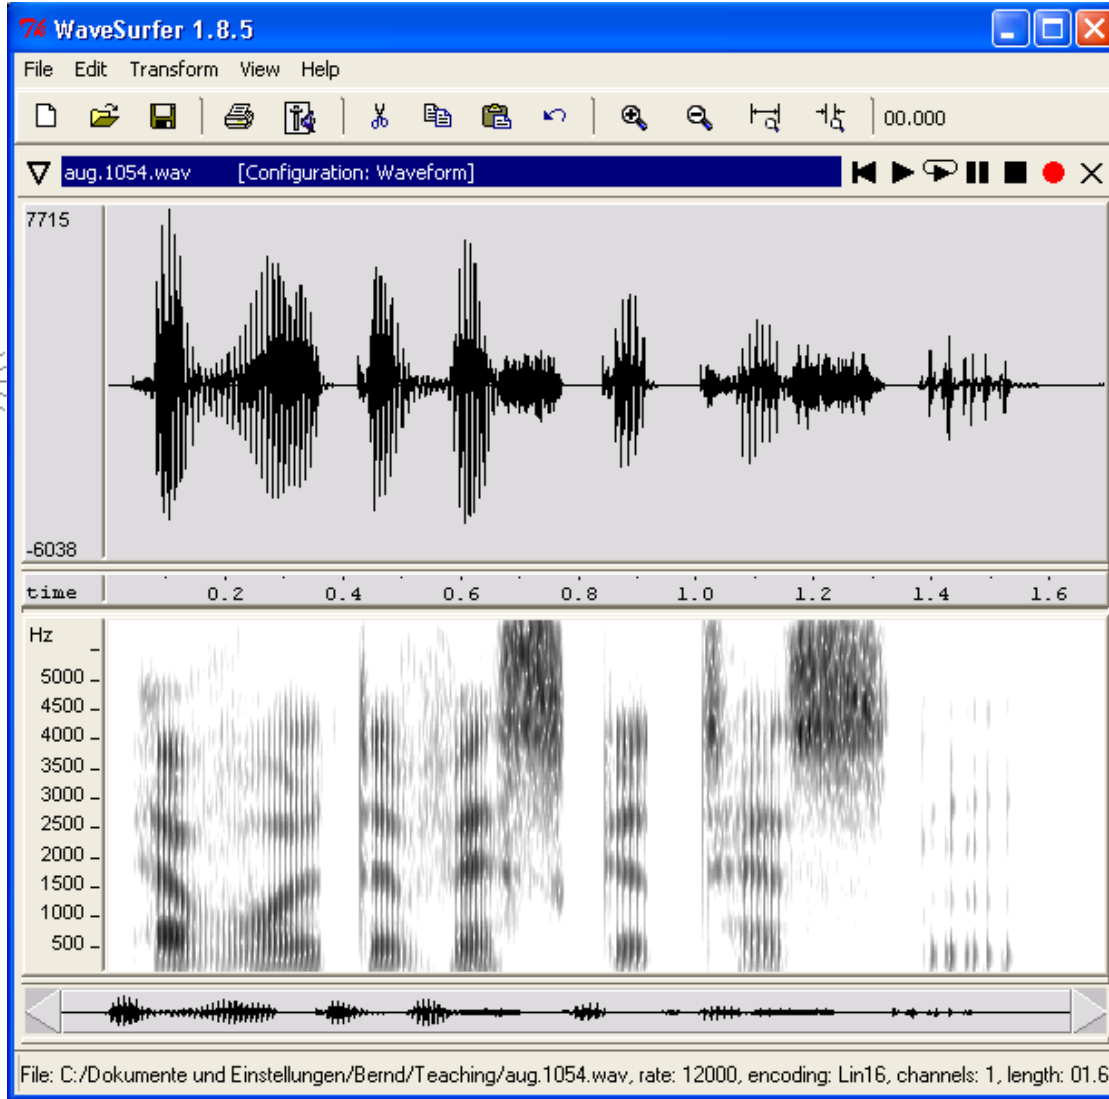 WaveSurfer 1.8.5
File Edit Transform View Help
00.000
aug.1054.wav [Configuration: Waveform]
7715
-6038
time 0.2 0.4 0.6 0.8 1.0 1.2 1.4 1.6
Hz
5000
4500
4000
3500
3000
2500
2000
1500
1000
500
File: C:/Dokumente und Einstellungen/Bernd/Teaching/aug.1054.wav, rate: 12000, encoding: Lin16, channels: 1, length: 01.6